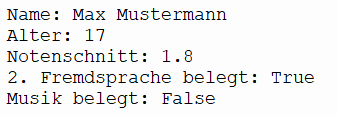 Name: Max Mustermann
Alter: 17
Notenschnitt: 1.8
2. Fremdsprache belegt: True
Musik belegt: False